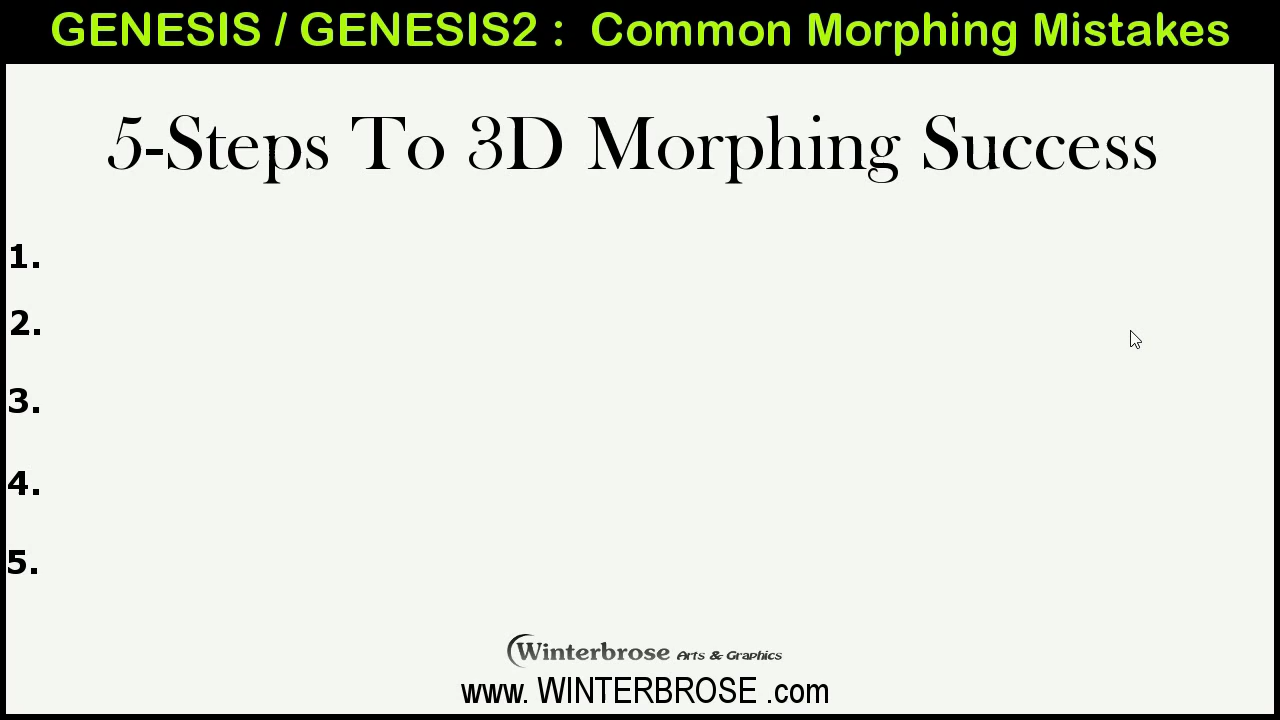 GENESIS / GENESIS2 : Common Morphing Mistakes
5-Steps To 3D Morphing Success
1.
2.
3.
4.
5.
Winterbrose Arts & Graphics
www. WINTERBROSE .com